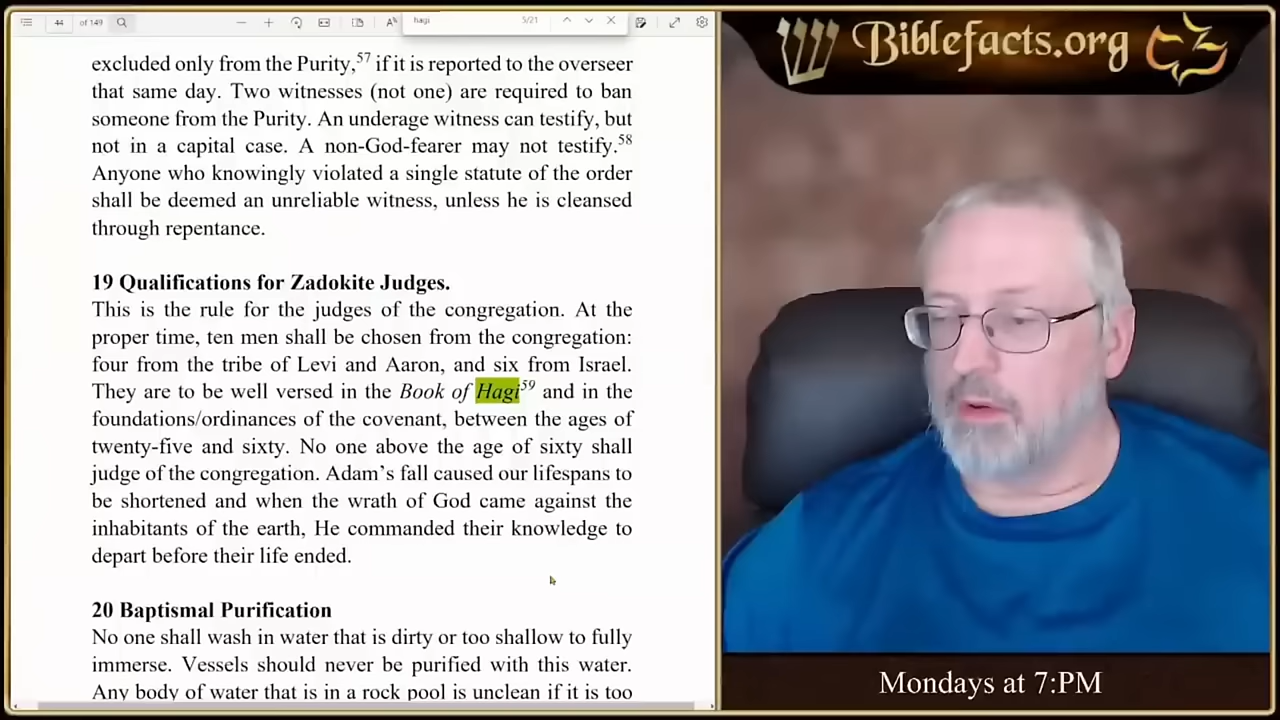 44 of 149
hagi 5/21
excluded only from the Purity,57 if it is reported to the overseer
that same day. Two witnesses (not one) are required to ban
someone from the Purity. An underage witness can testify, but
not in a capital case. A non-God-fearer may not testify.58
Anyone who knowingly violated a single statute of the order
shall be deemed an unreliable witness, unless he is cleansed
through repentance.
19 Qualifications for Zadokite Judges.
This is the rule for the judges of the congregation. At the
proper time, ten men shall be chosen from the congregation:
four from the tribe of Levi and Aaron, and six from Israel.
They are to be well versed in the Book of Hagi59 and in the
foundations/ordinances of the covenant, between the ages of
twenty-five and sixty. No one above the age of sixty shall
judge of the congregation. Adam's fall caused our lifespans to
be shortened and when the wrath of God came against the
inhabitants of the earth, He commanded their knowledge to
depart before their life ended.
20 Baptismal Purification
No one shall wash in water that is dirty or too shallow to fully
immerse. Vessels should never be purified with this water.
Any body of water that is in a rock pool is unclean if it is too
Biblefacts.org
Mondays at 7:PM